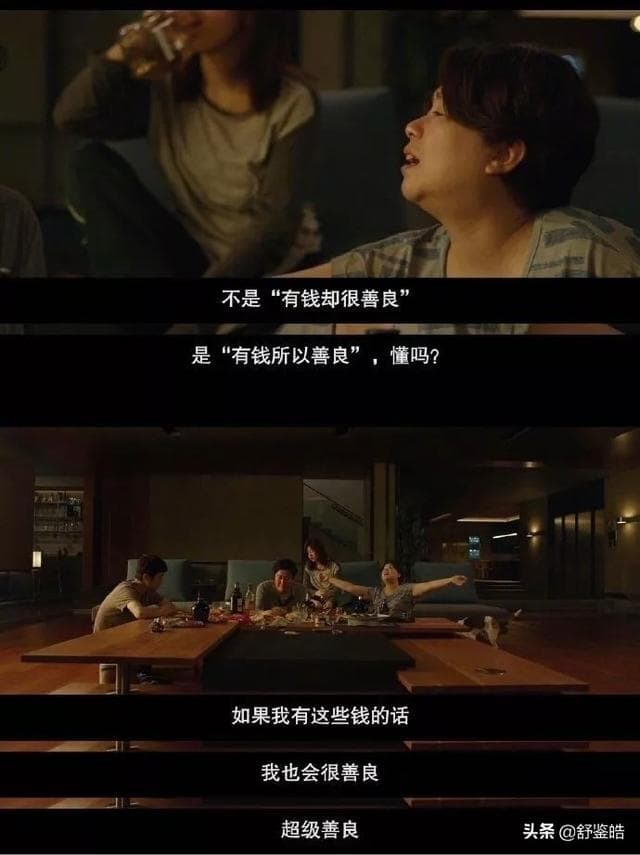 不是“有钱却很善良”
是“有钱所以善良”，懂吗？
如果我有这些钱的话
我也会很善良
超级善良
头条 @舒鉴皓